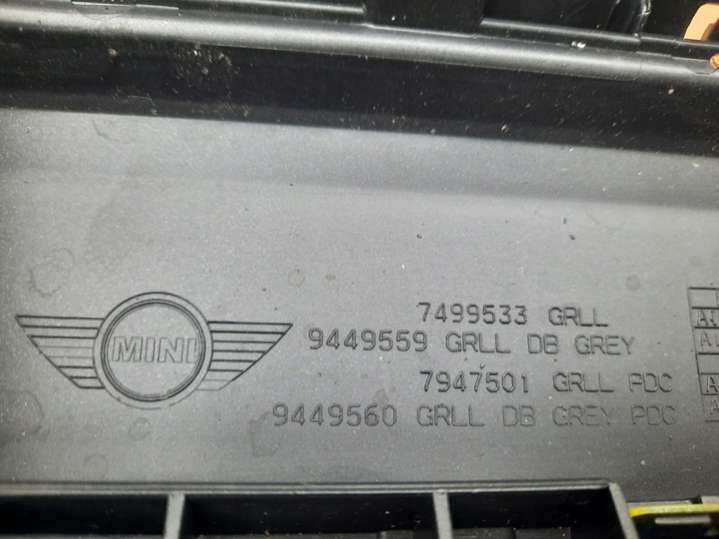 MINI
7499533 GRLL
9449559 GRLL DB GREY
7947501 GRLL PDC
9449560 GRLL DB GREY PDC